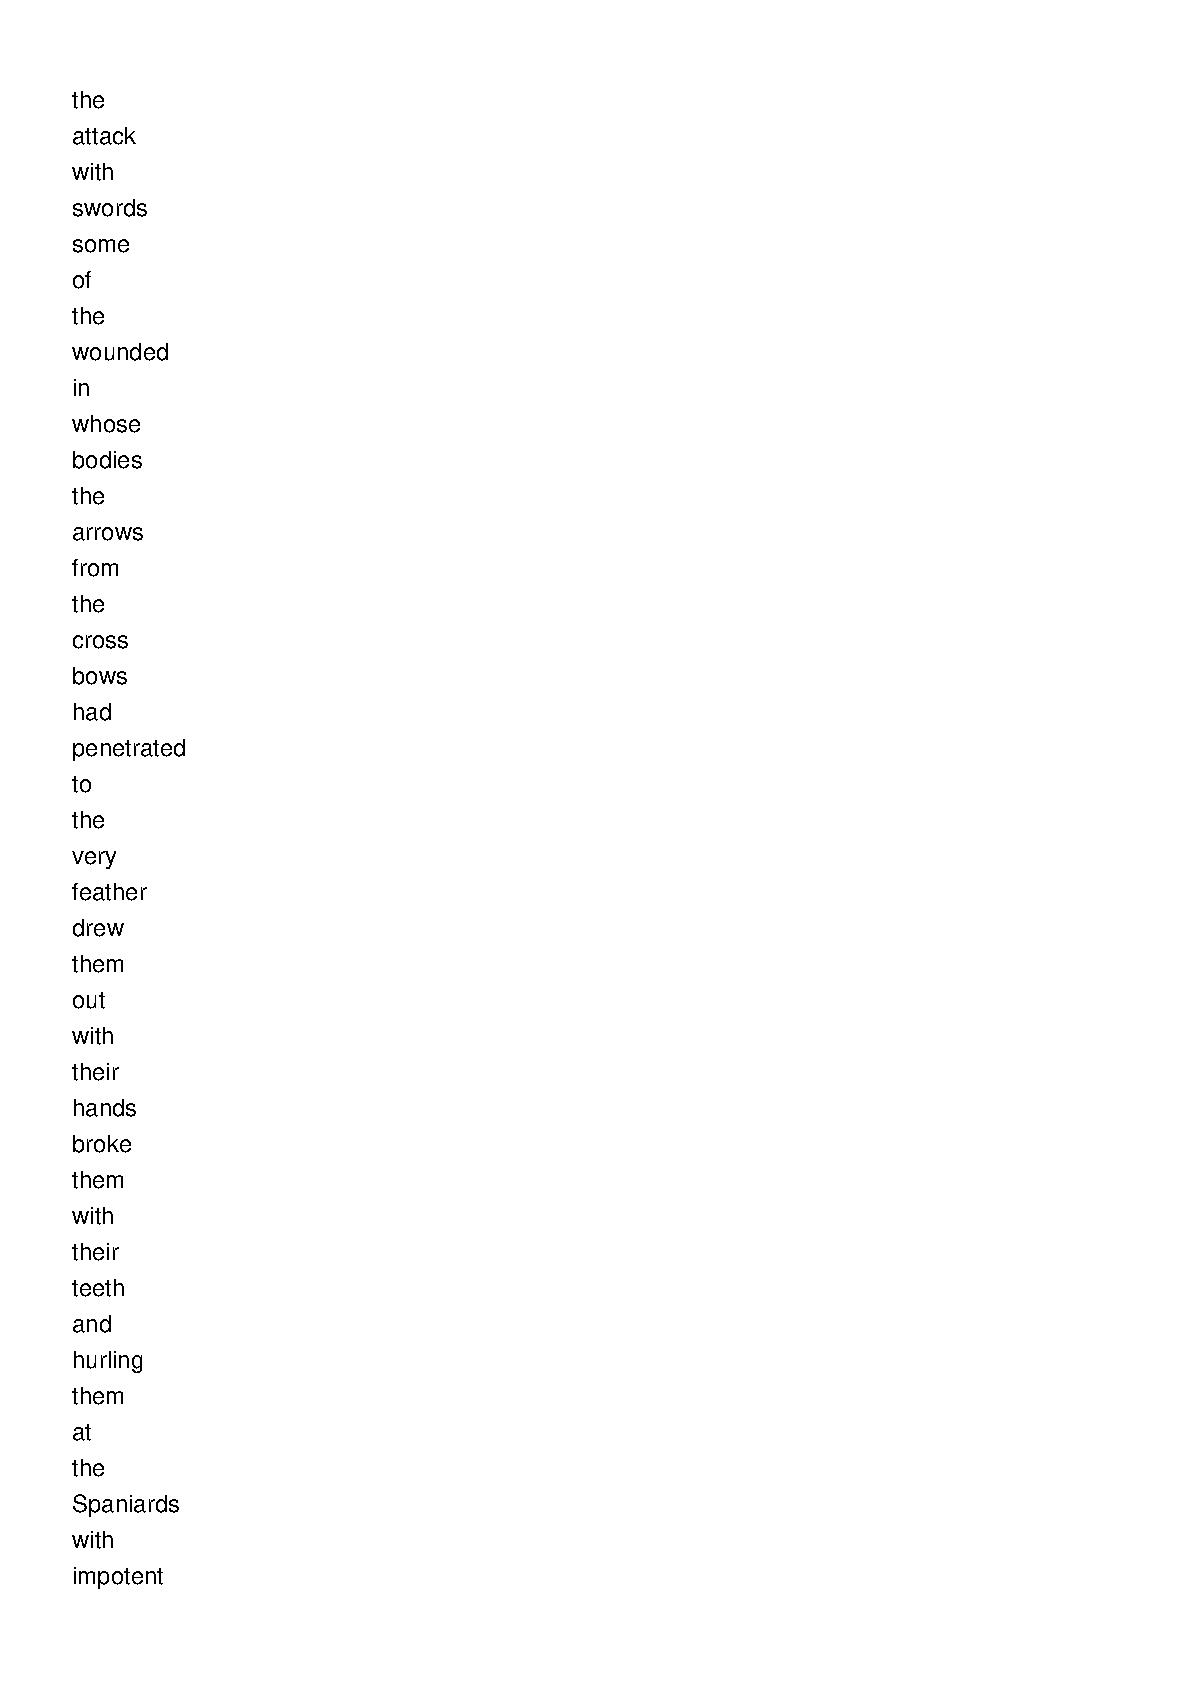 the
attack
with
swords
some
of
the
wounded
in
whose
bodies
the
arrows
from
the
cross
bows
had
penetrated
to
the
very
feather
drew
them
out
with
their
hands
broke
them
with
their
teeth
and
hurling
them
at
the
Spaniards
with
impotent